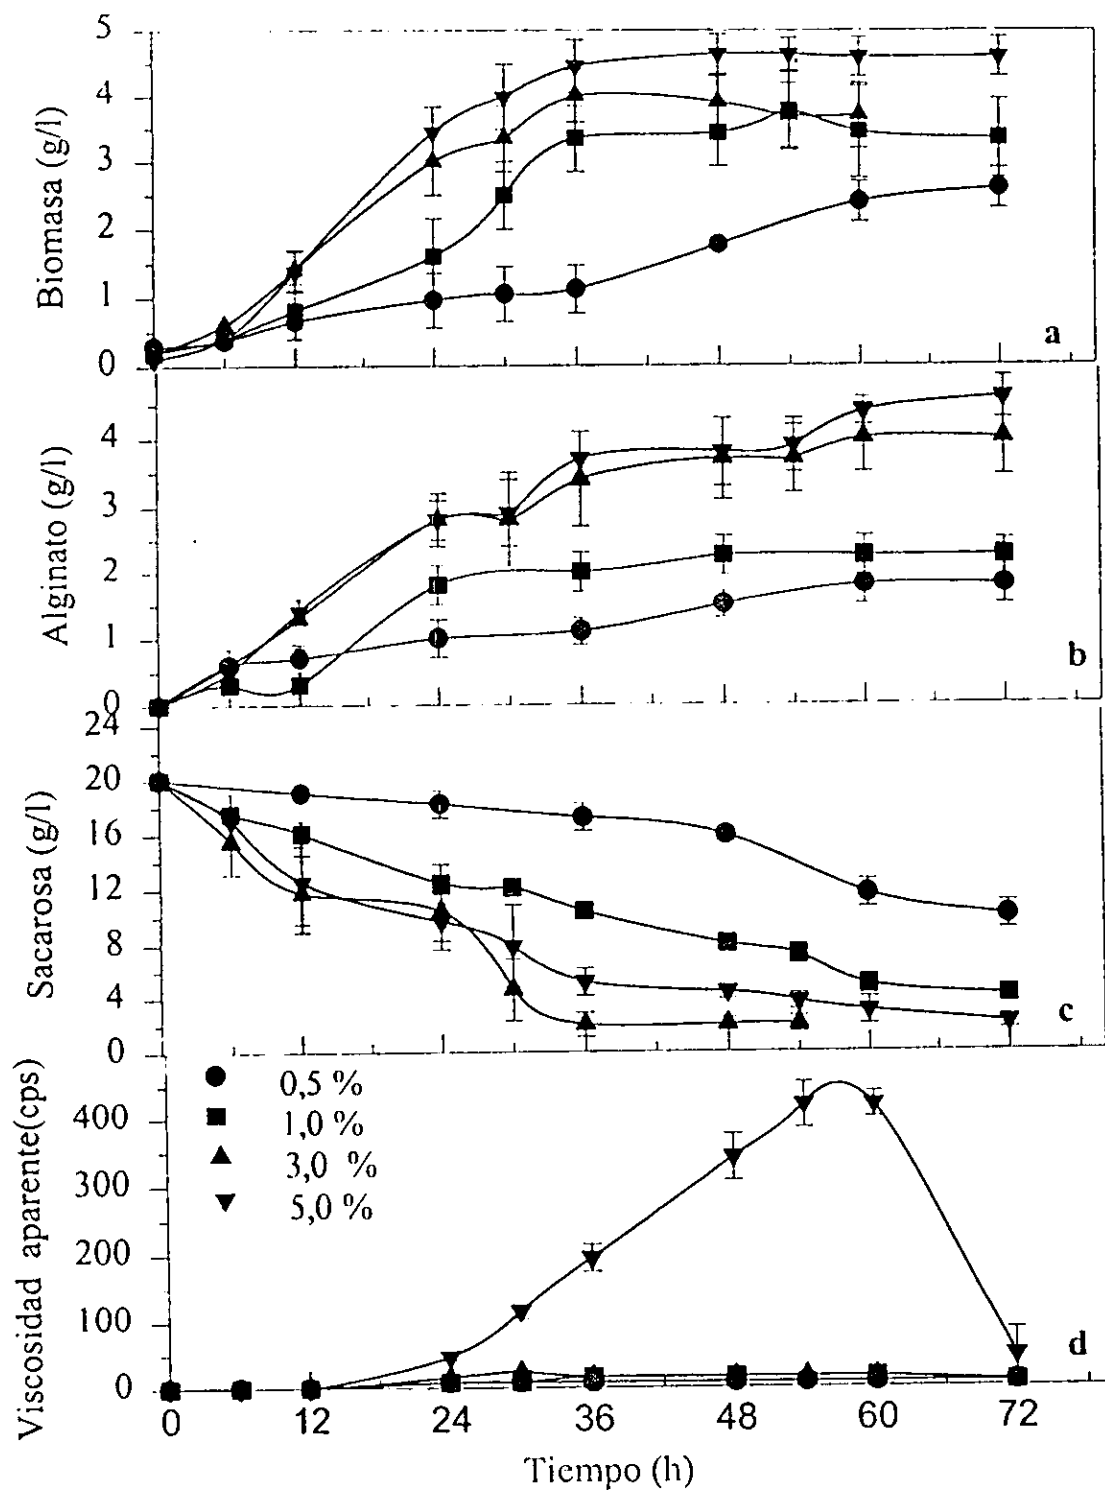 5
4
3
2
1
0
Biomasa (g/l)
a
4
3
2
1
0
Alginato (g/l)
b
24
20
16
12
8
4
0
Sacarosa (g/l)
c
0,5 %
1,0 %
3,0 %
5,0 %
400
300
200
100
0
Viscosidad aparente(cps)
d
0 12 24 36 48 60 72
Tiempo (h)